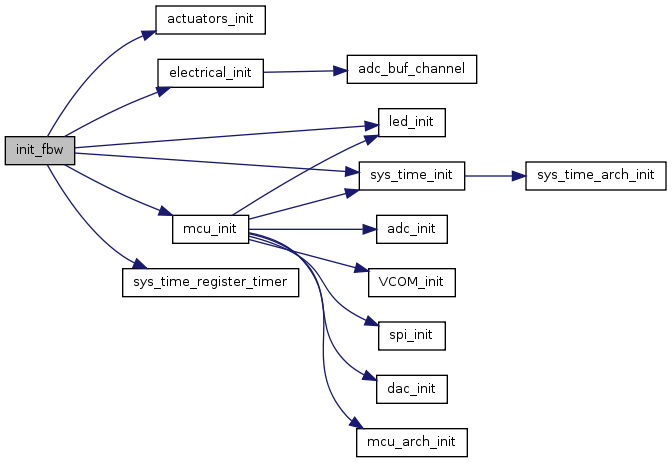 actuators_init
electrical_init
adc_buf_channel
led_init
init_fbw
sys_time_init
sys_time_arch_init
mcu_init
adc_init
sys_time_register_timer
VCOM_init
spi_init
dac_init
mcu_arch_init